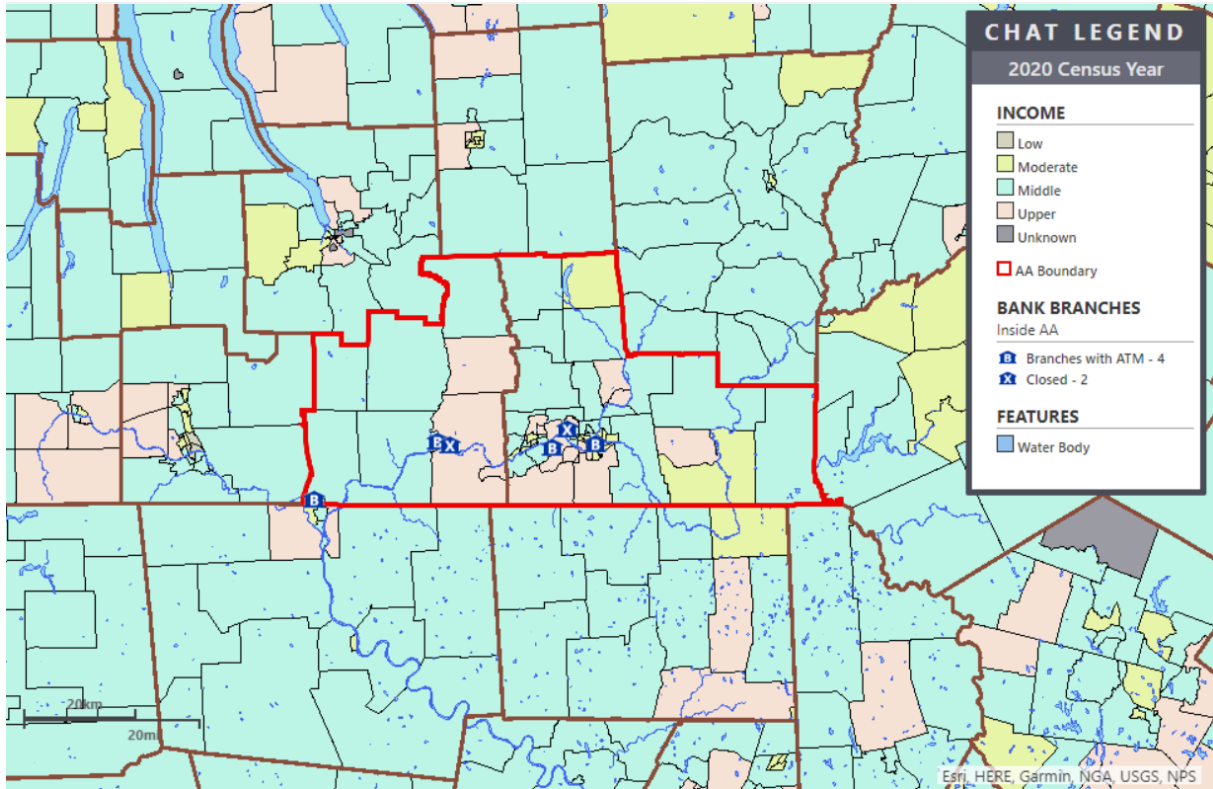 CHAT LEGEND
2020 Census Year
INCOME
Low
Moderate
Middle
Upper
Unknown
AA Boundary
BANK BRANCHES
Inside AA
B Branches with ATM - 4
X Closed - 2
FEATURES
Water Body
X
B X
B B
B
20km
20mi
Esri, HERE, Garmin, NGA, USGS, NPS